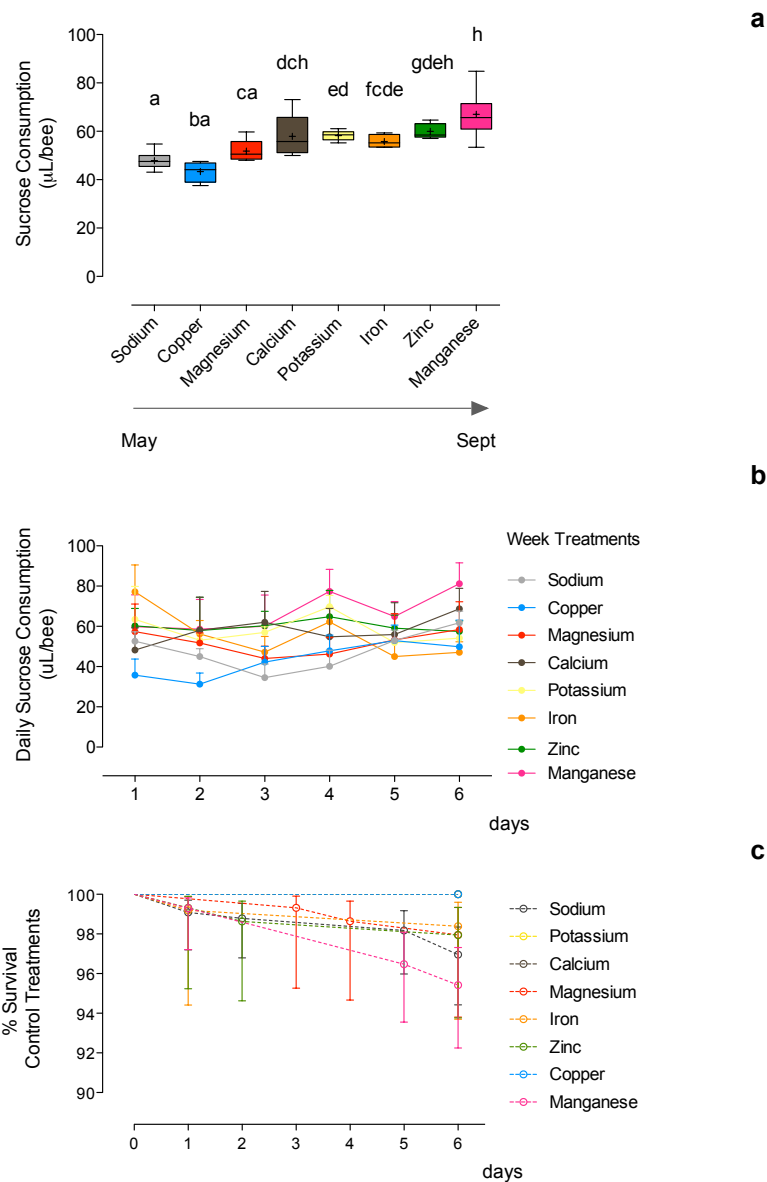 a
Sucrose Consumption
(μL/bee)
100
80
60
40
20
0
a
ba
ca
dch
ed
fcde
gdeh
h
Sodium
Copper
Magnesium
Calcium
Potassium
Iron
Zinc
Manganese
May
Sept
b
Daily Sucrose Consumption
(uL/bee)
100
80
60
40
20
0
1
2
3
4
5
6
days
Week Treatments
Sodium
Copper
Magnesium
Calcium
Potassium
Iron
Zinc
Manganese
c
% Survival
Control Treatments
100
98
96
94
92
90
0
1
2
3
4
5
6
days
Sodium
Potassium
Calcium
Magnesium
Iron
Zinc
Copper
Manganese